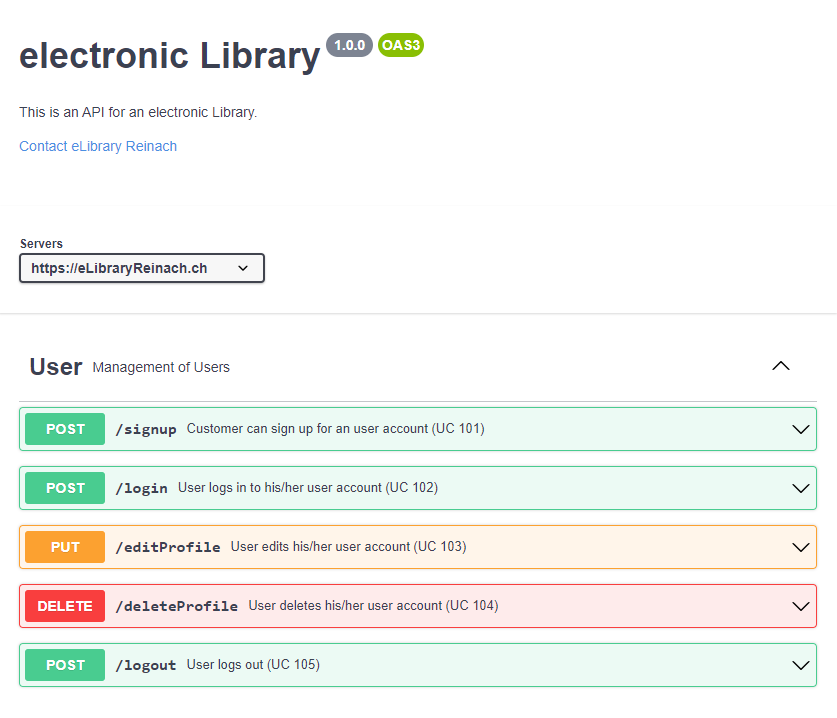 electronic Library 1.0.0 OAS3
This is an API for an electronic Library.
Contact eLibrary Reinach
Servers
https://eLibraryReinach.ch
User Management of Users
POST /signup Customer can sign up for an user account (UC 101)
POST /login User logs in to his/her user account (UC 102)
PUT /editProfile User edits his/her user account (UC 103)
DELETE /deleteProfile User deletes his/her user account (UC 104)
POST /logout User logs out (UC 105)